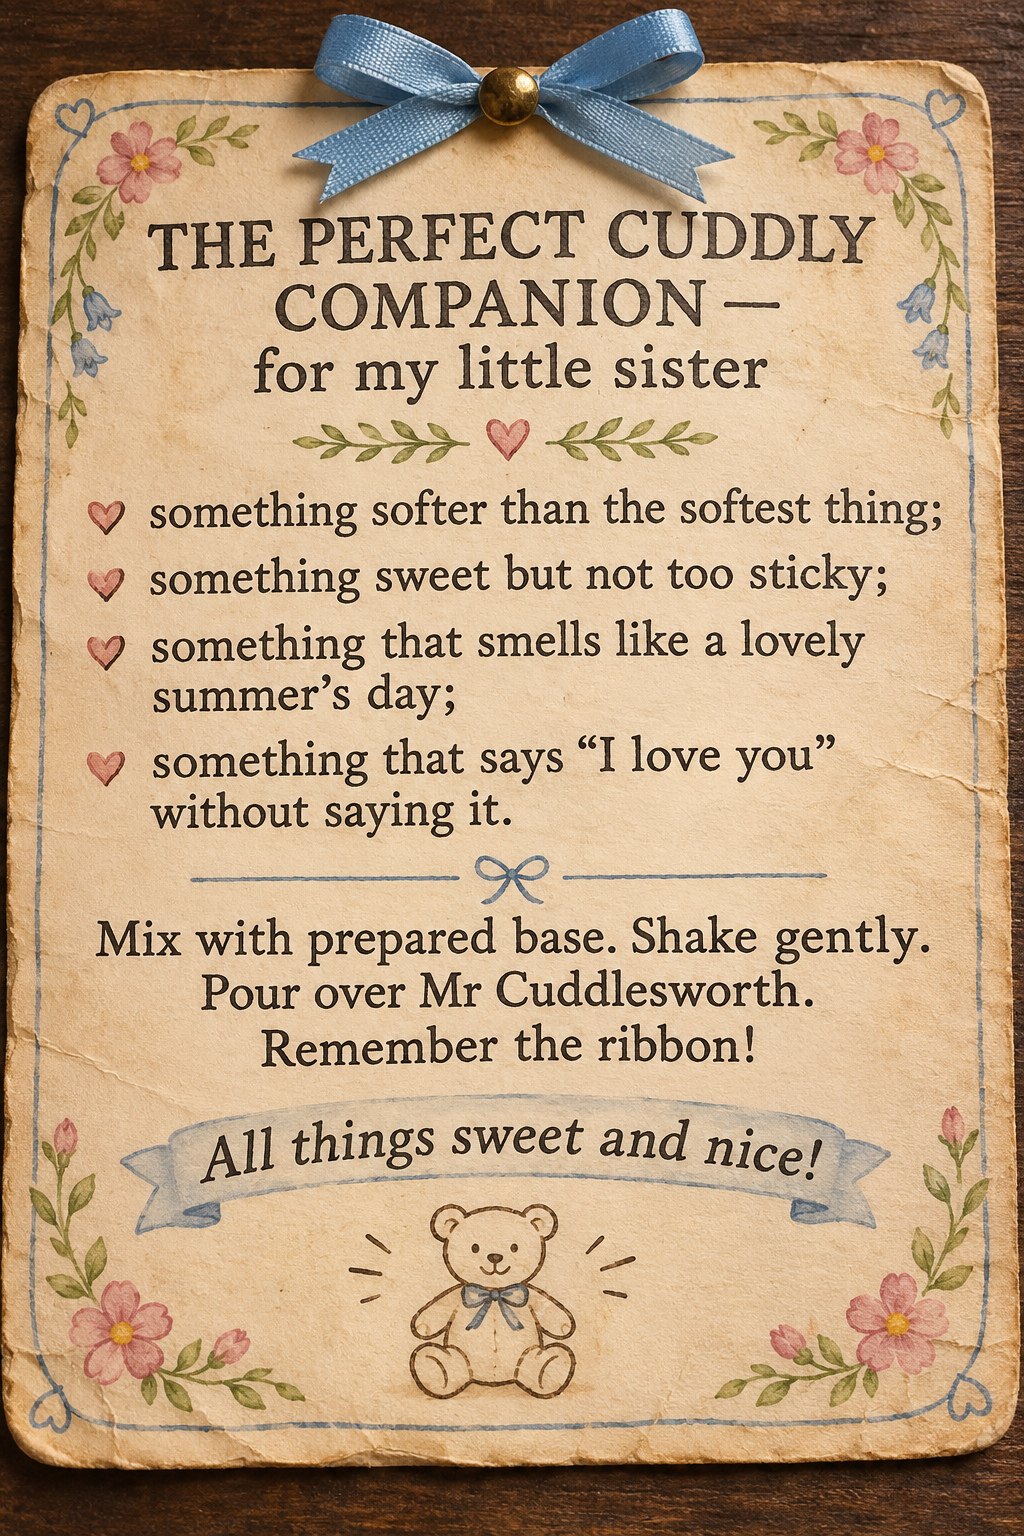 THE PERFECT CUDDLY
COMPANION —
for my little sister
something softer than the softest thing;
something sweet but not too sticky;
something that smells like a lovely
summer’s day;
something that says “I love you”
without saying it.
Mix with prepared base. Shake gently.
Pour over Mr Cuddlesworth.
Remember the ribbon!
All things sweet and nice!